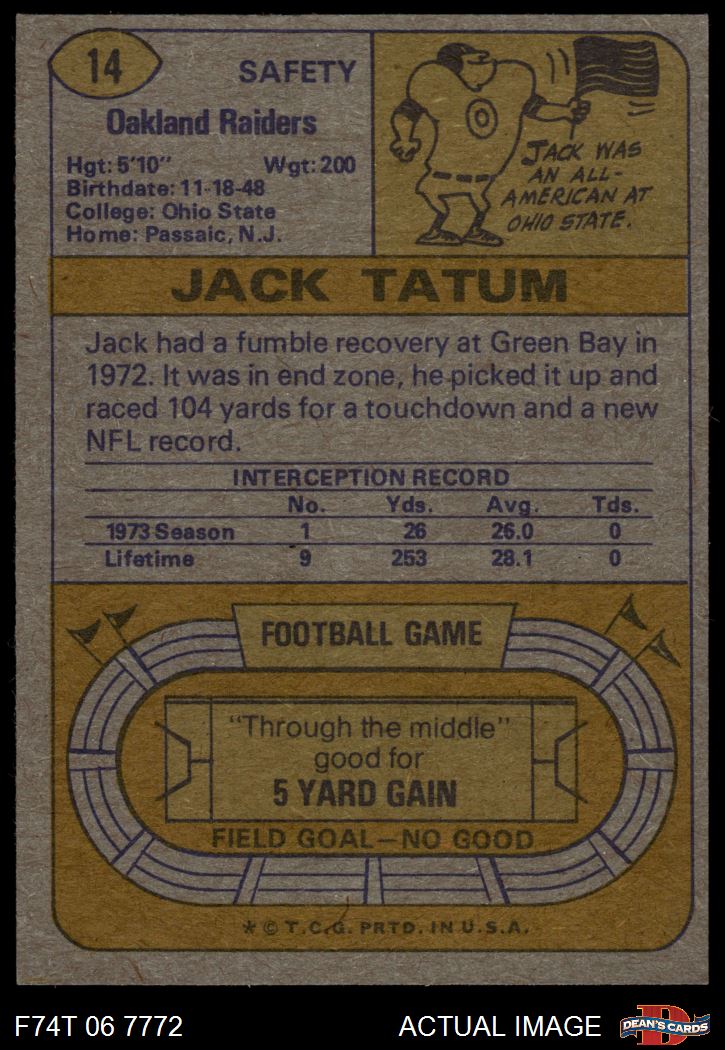 14
SAFETY
Oakland Raiders
Hgt: 5'10" Wgt: 200
Birthdate: 11-18-48
College: Ohio State
Home: Passaic, N.J.
O
JACK WAS
AN ALL-
AMERICAN AT
OHIO STATE.
JACK TATUM
Jack had a fumble recovery at Green Bay in
1972. It was in end zone, he picked it up and
raced 104 yards for a touchdown and a new
NFL record.
INTERCEPTION RECORD
No. Yds. Avg. Tds.
1973 Season 1 26 26.0 0
Lifetime 9 253 28.1 0
FOOTBALL GAME
"Through the middle"
good for
5 YARD GAIN
FIELD GOAL—NO GOOD
* © T.C.G. PRTD. IN U.S.A.
F74T 06 7772 ACTUAL IMAGE
D
DEAN'S CARDS